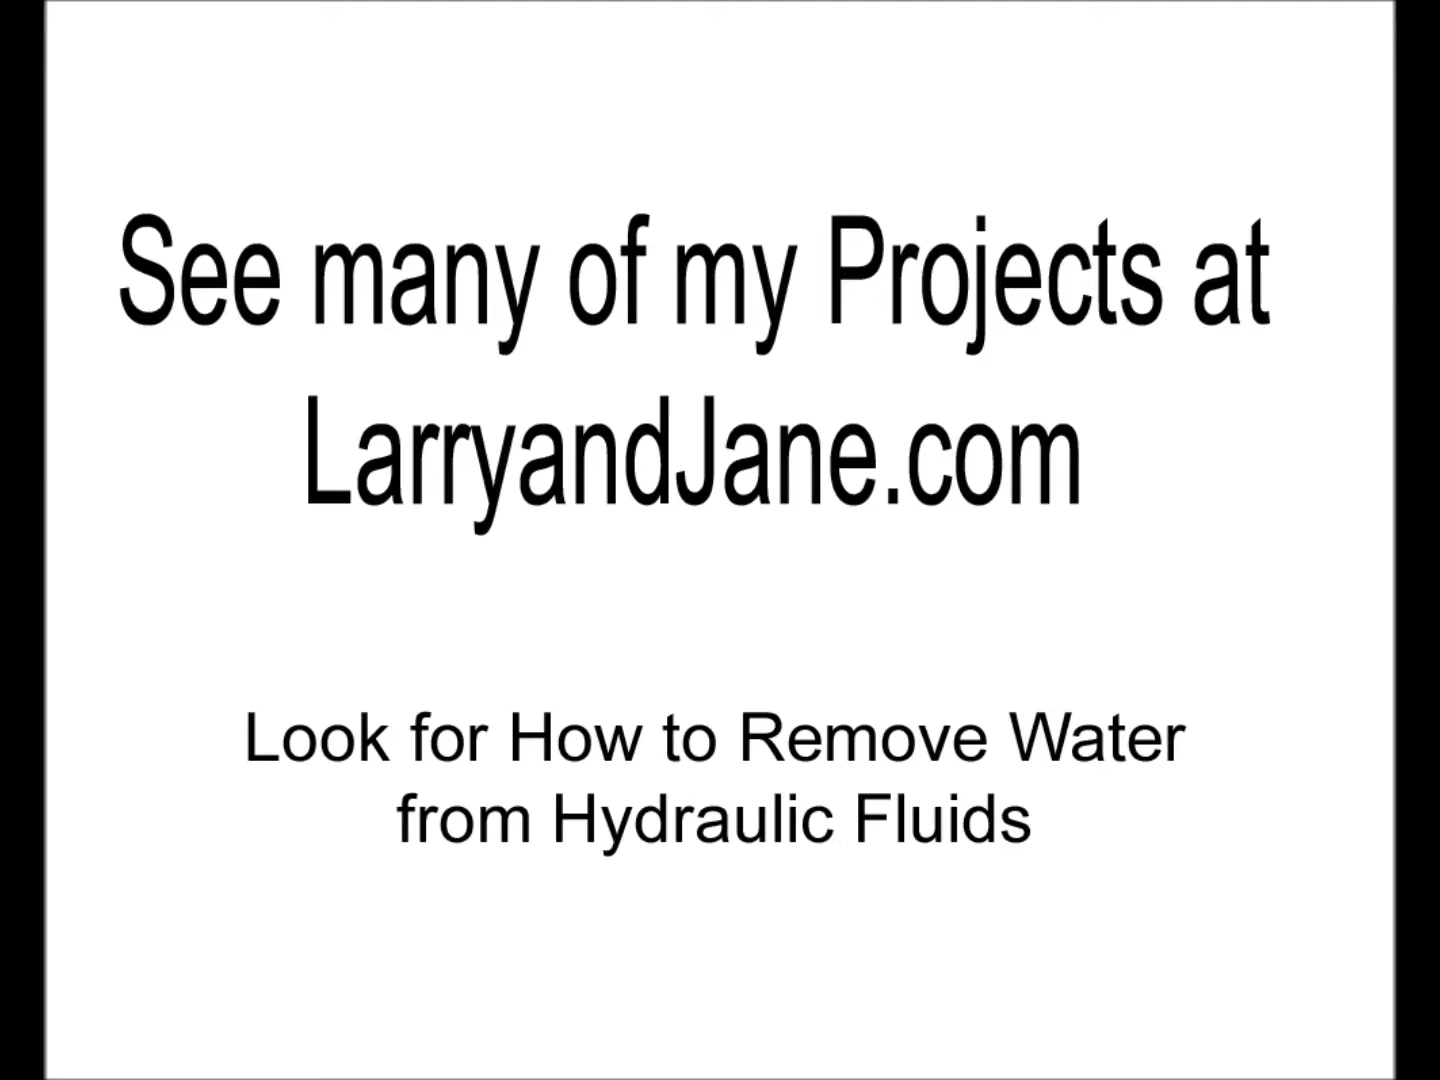 See many of my Projects at
LarryandJane.com
Look for How to Remove Water
from Hydraulic Fluids